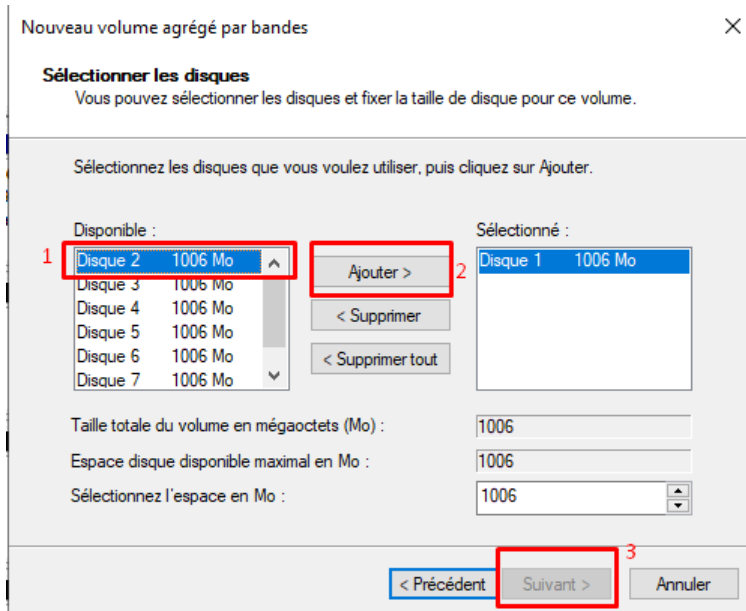 Nouveau volume agrégé par bandes
Sélectionner les disques
Vous pouvez sélectionner les disques et fixer la taille de disque pour ce volume.
Sélectionnez les disques que vous voulez utiliser, puis cliquez sur Ajouter.
Disponible :
Sélectionné :
1
Disque 2 1006 Mo
Disque 3 1006 Mo
Disque 4 1006 Mo
Disque 5 1006 Mo
Disque 6 1006 Mo
Disque 7 1006 Mo
Ajouter >
2
< Supprimer
< Supprimer tout
Disque 1 1006 Mo
Taille totale du volume en mégaoctets (Mo) : 1006
Espace disque disponible maximal en Mo : 1006
Sélectionnez l'espace en Mo : 1006
3
< Précédent Suivant > Annuler